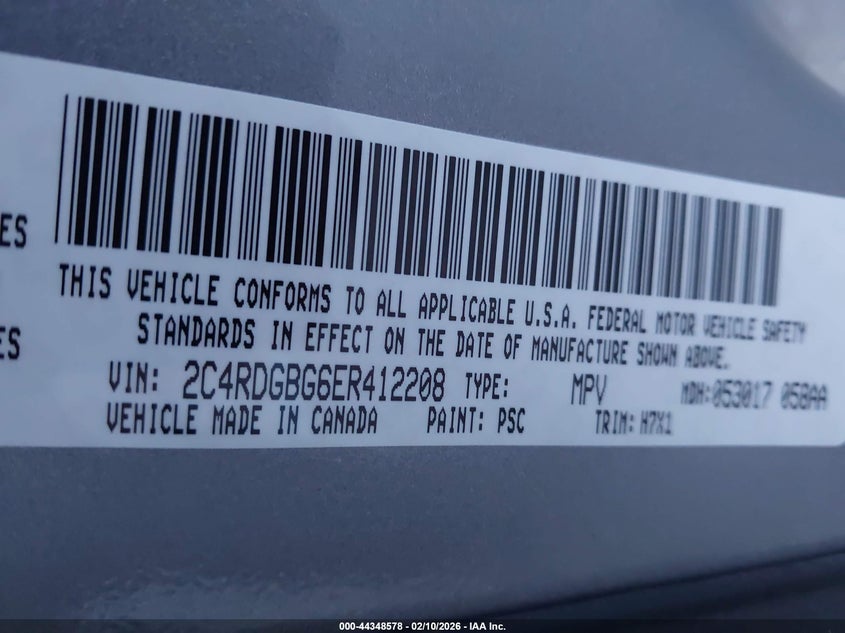 ES
THIS VEHICLE CONFORMS TO ALL APPLICABLE U.S.A. FEDERAL MOTOR VEHICLE SAFETY
ES
STANDARDS IN EFFECT ON THE DATE OF MANUFACTURE SHOWN ABOVE.
VIN: 2C4RDGBG6ER412208 TYPE: MPV MDH: 053017 058AA
VEHICLE MADE IN CANADA PAINT: PSC TRIM: H7X1
000-44348578 - 02/10/2026 - IAA Inc.